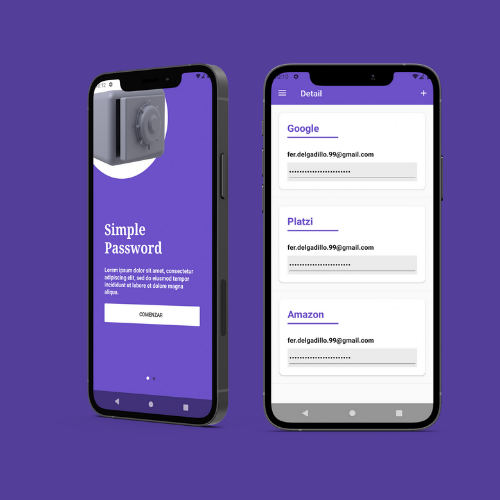 Simple
Password
Lorem ipsum dolor sit amet, consectetur
adipiscing elit, sed do eiusmod tempor
incididunt ut labore et dolore magna
aliqua.
COMENZAR
Detail
Google
fer.delgadillo.99@gmail.com
Platzi
fer.delgadillo.99@gmail.com
Amazon
fer.delgadillo.99@gmail.com